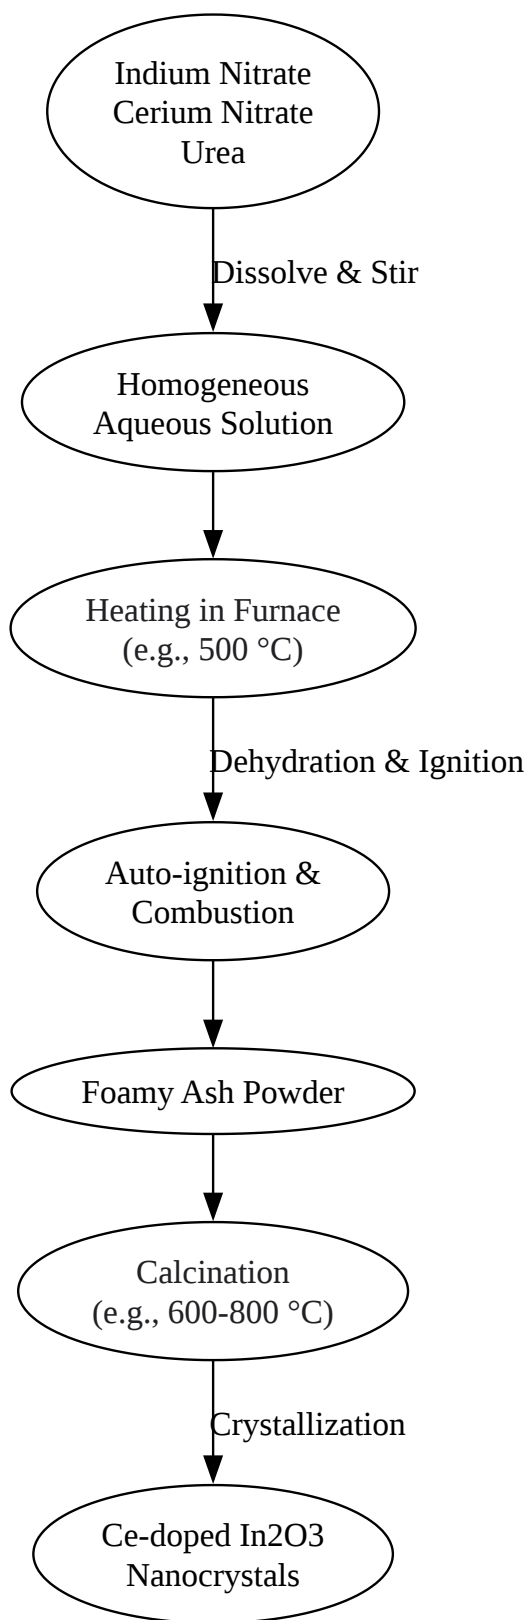 Indium Nitrate
Cerium Nitrate
Urea
Dissolve & Stir
Homogeneous
Aqueous Solution
Heating in Furnace
(e.g., 500 °C)
Dehydration & Ignition
Auto-ignition &
Combustion
Foamy Ash Powder
Calcination
(e.g., 600-800 °C)
Crystallization
Ce-doped In2O3
Nanocrystals